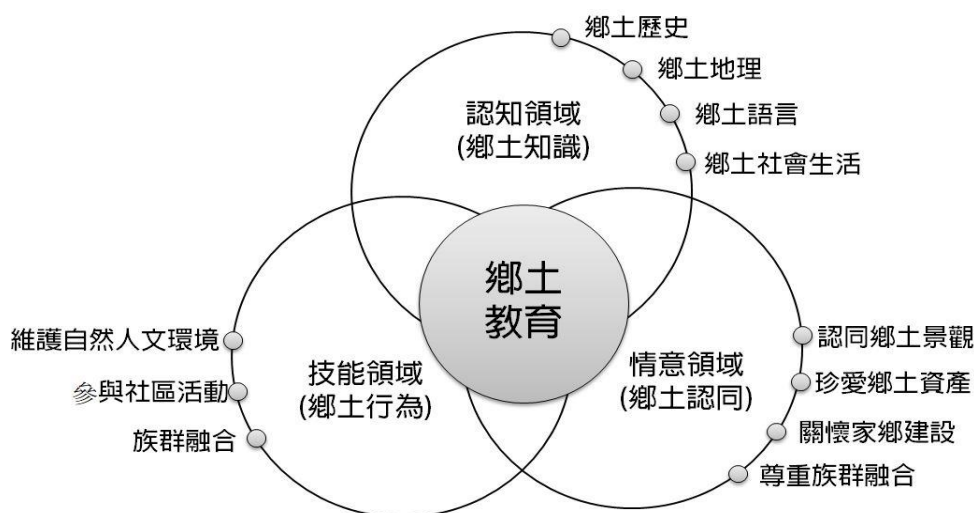 鄉土歷史
鄉土地理
鄉土語言
鄉土社會生活
認知領域
(鄉土知識)
鄉土
教育
維護自然人文環境
參與社區活動
族群融合
技能領域
(鄉土行為)
情意領域
(鄉土認同)
認同鄉土景觀
珍愛鄉土資產
關懷家鄉建設
尊重族群融合